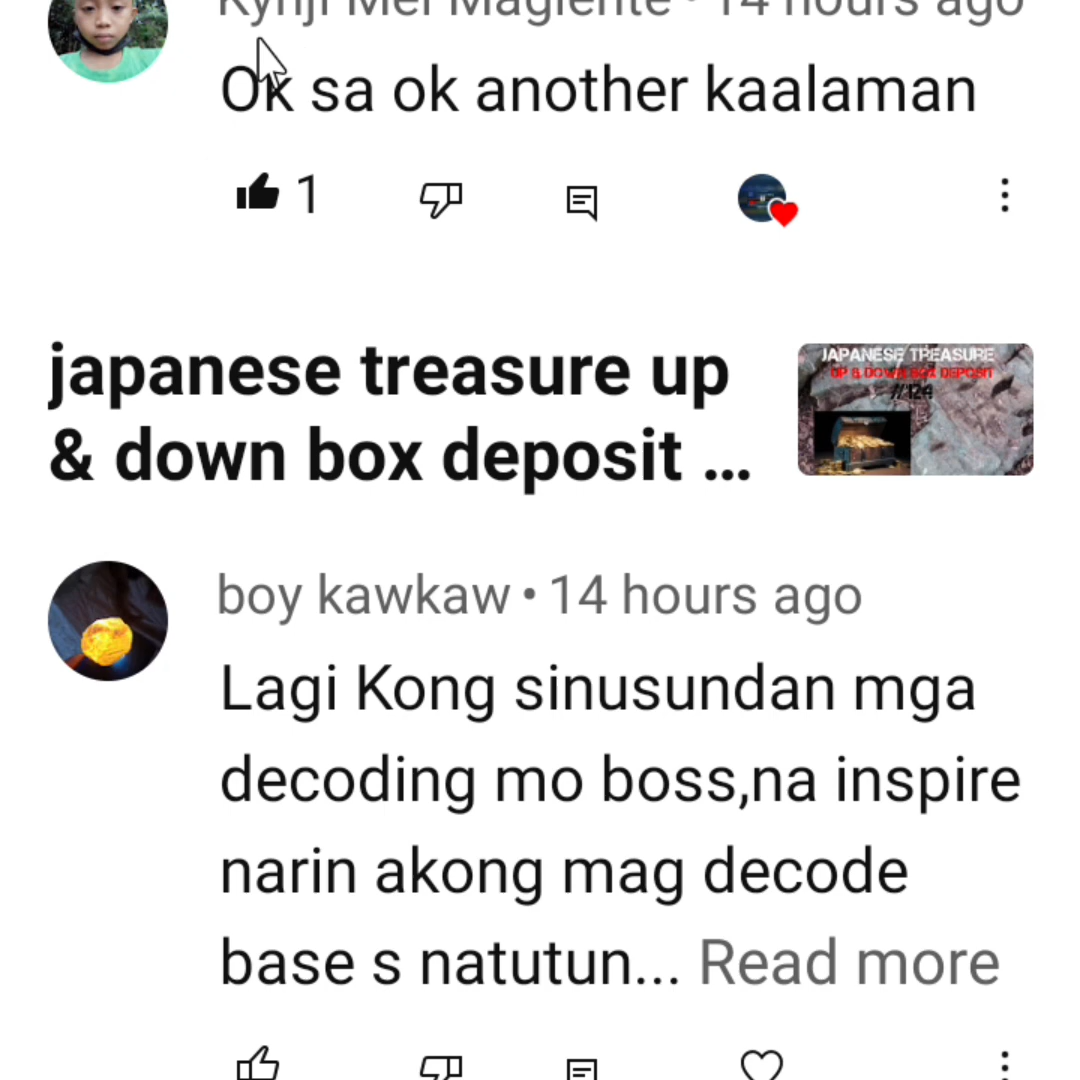 Kynji Mei Maglente • 14 hours ago
Ok sa ok another kaalaman
1
japanese treasure up
& down box deposit ...
JAPANESE TREASURE
UP & DOWN BOX DEPOSIT
#124
boy kawkaw • 14 hours ago
Lagi Kong sinusundan mga
decoding mo boss,na inspire
narin akong mag decode
base s natutun... Read more